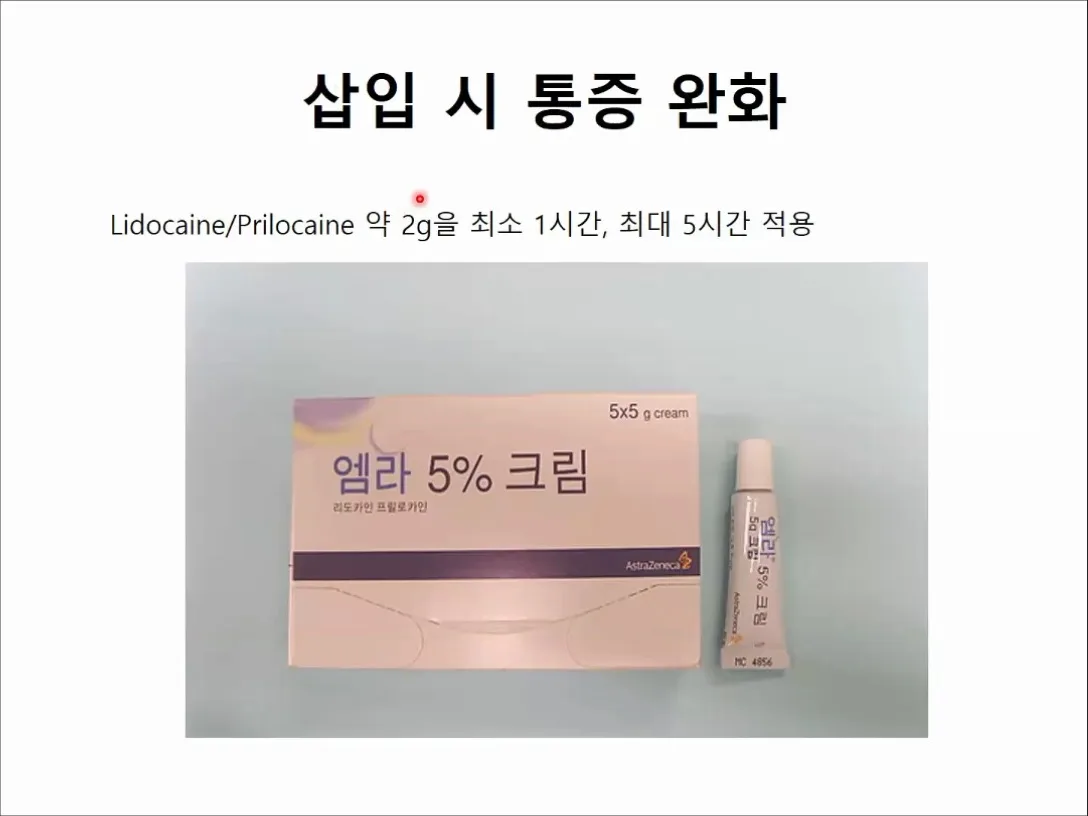 삽입 시 통증 완화
Lidocaine/Prilocaine 약 2g을 최소 1시간, 최대 5시간 적용
5x5 g cream
엠라 5% 크림
리도카인 프릴로카인
AstraZeneca
엠라 5% 크림
5g 크림
AstraZeneca
MC 4856